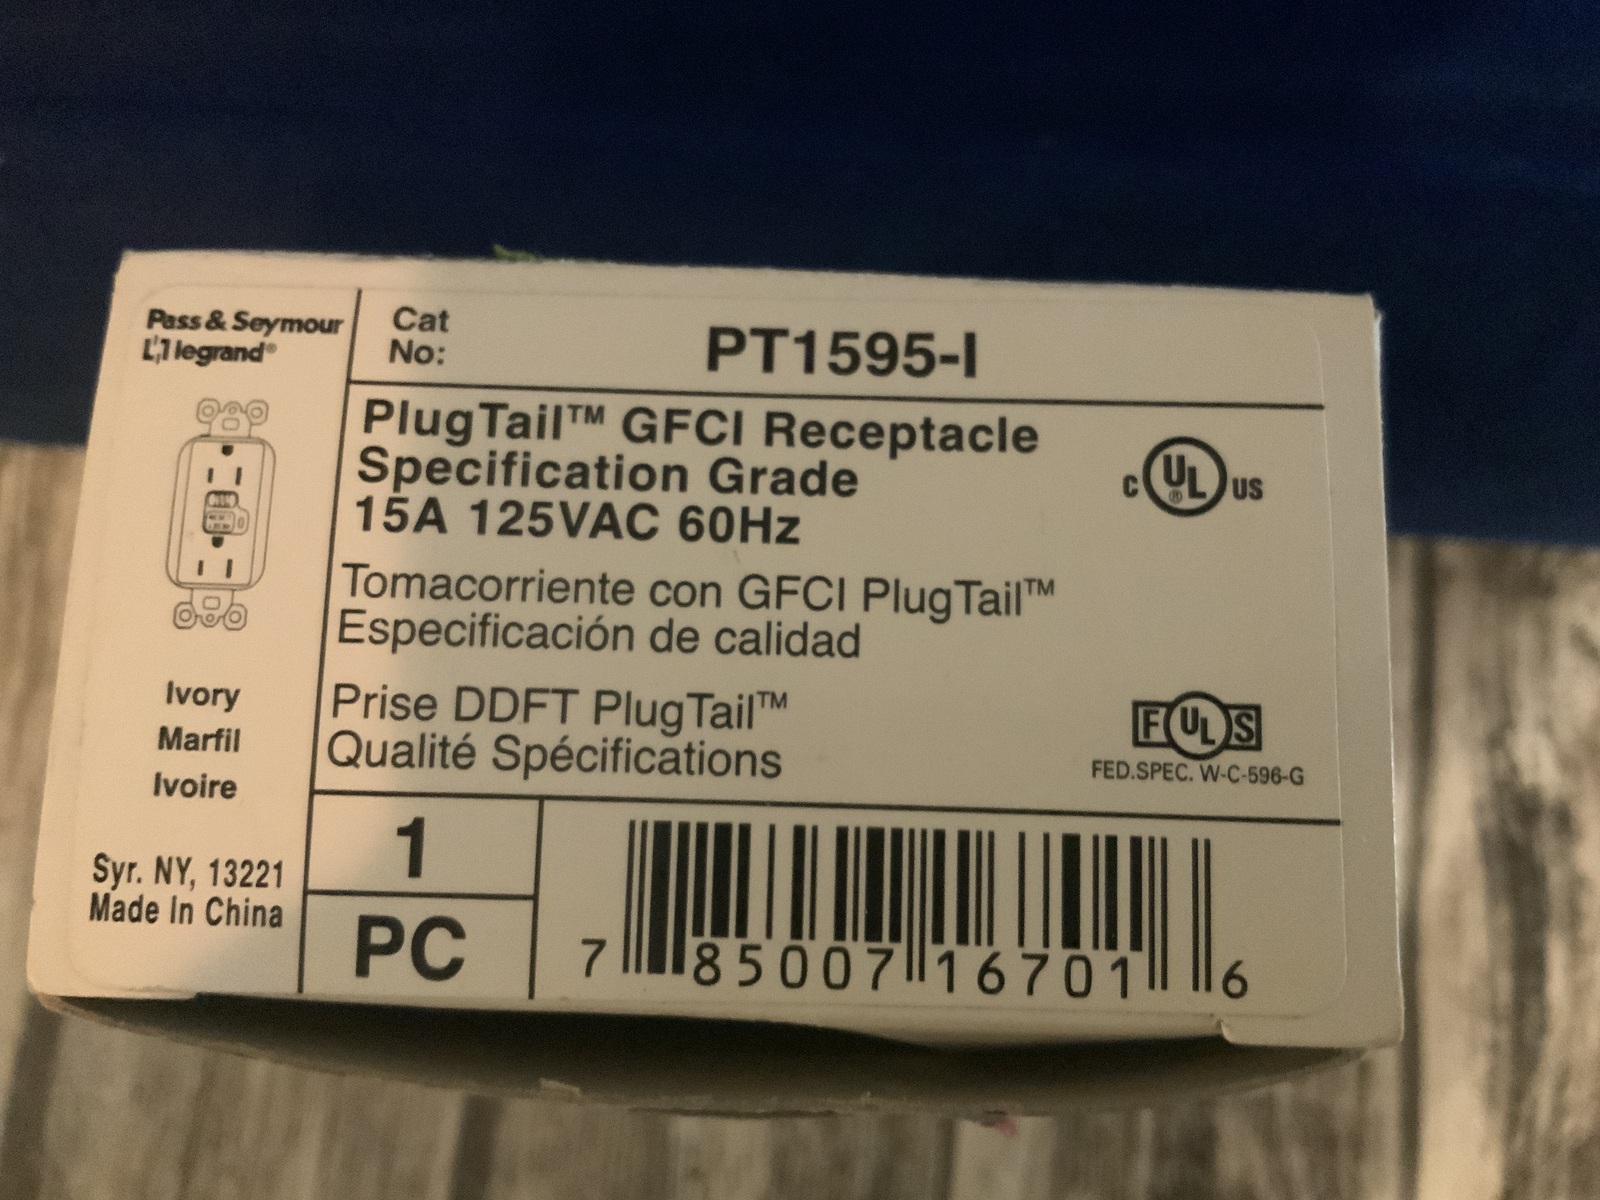 Pass & Seymour
legrand®
Cat
No:
PT1595-I
PlugTail™ GFCI Receptacle
Specification Grade
15A 125VAC 60Hz
C UL® US
Tomacorriente con GFCI PlugTail™
Especificación de calidad
Prise DDFT PlugTail™
Qualité Spécifications
F UL S
FED.SPEC. W-C-596-G
Ivory
Marfil
Ivoire
Syr. NY, 13221
Made In China
1
PC
7 85007 16701 6